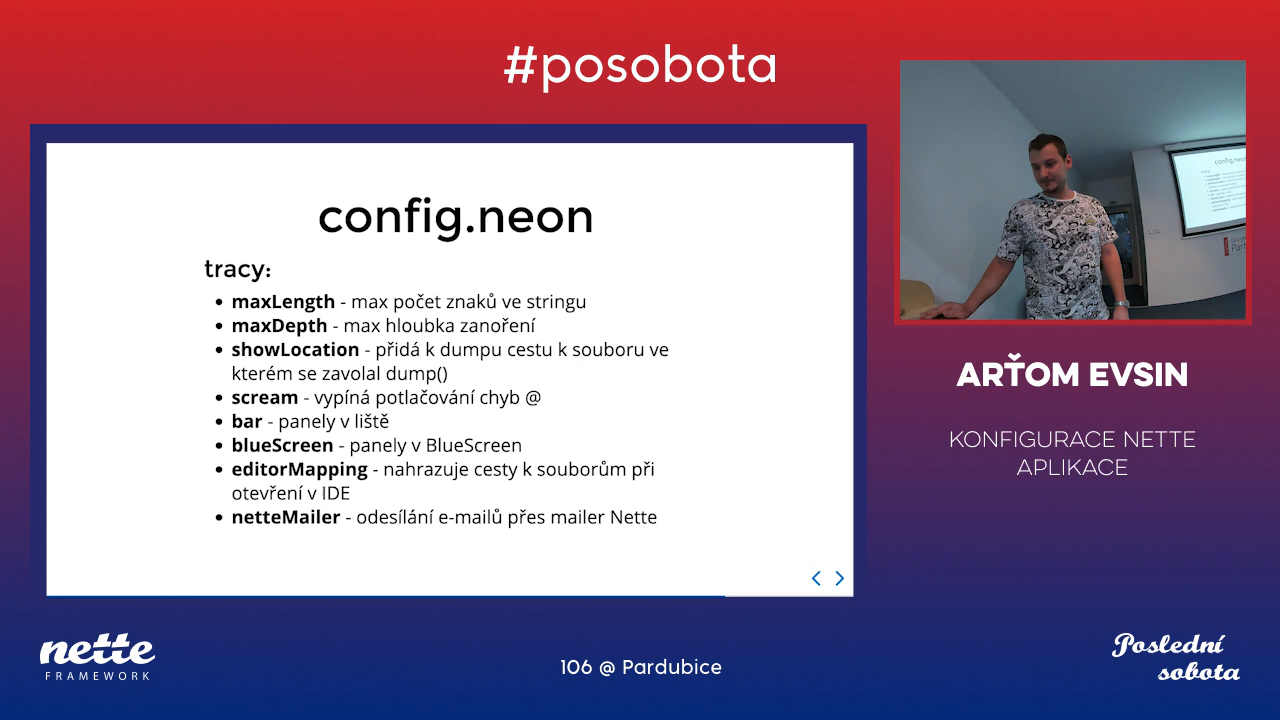 #posobota
config.neon
tracy:
• maxLength - max počet znaků ve stringu
• maxDepth - max hloubka zanoření
• showLocation - přidá k dumpu cestu k souboru ve
kterém se zavolal dump()
• scream - vypíná potlačování chyb @
• bar - panely v liště
• blueScreen - panely v BlueScreen
• editorMapping - nahrazuje cesty k souborům při
otevření v IDE
• netteMailer - odesílání e-mailů přes mailer Nette
config.neon
ARŤOM EVSIN
KONFIGURACE NETTE
APLIKACE
nette
FRAMEWORK
106 @ Pardubice
Poslední
sobota